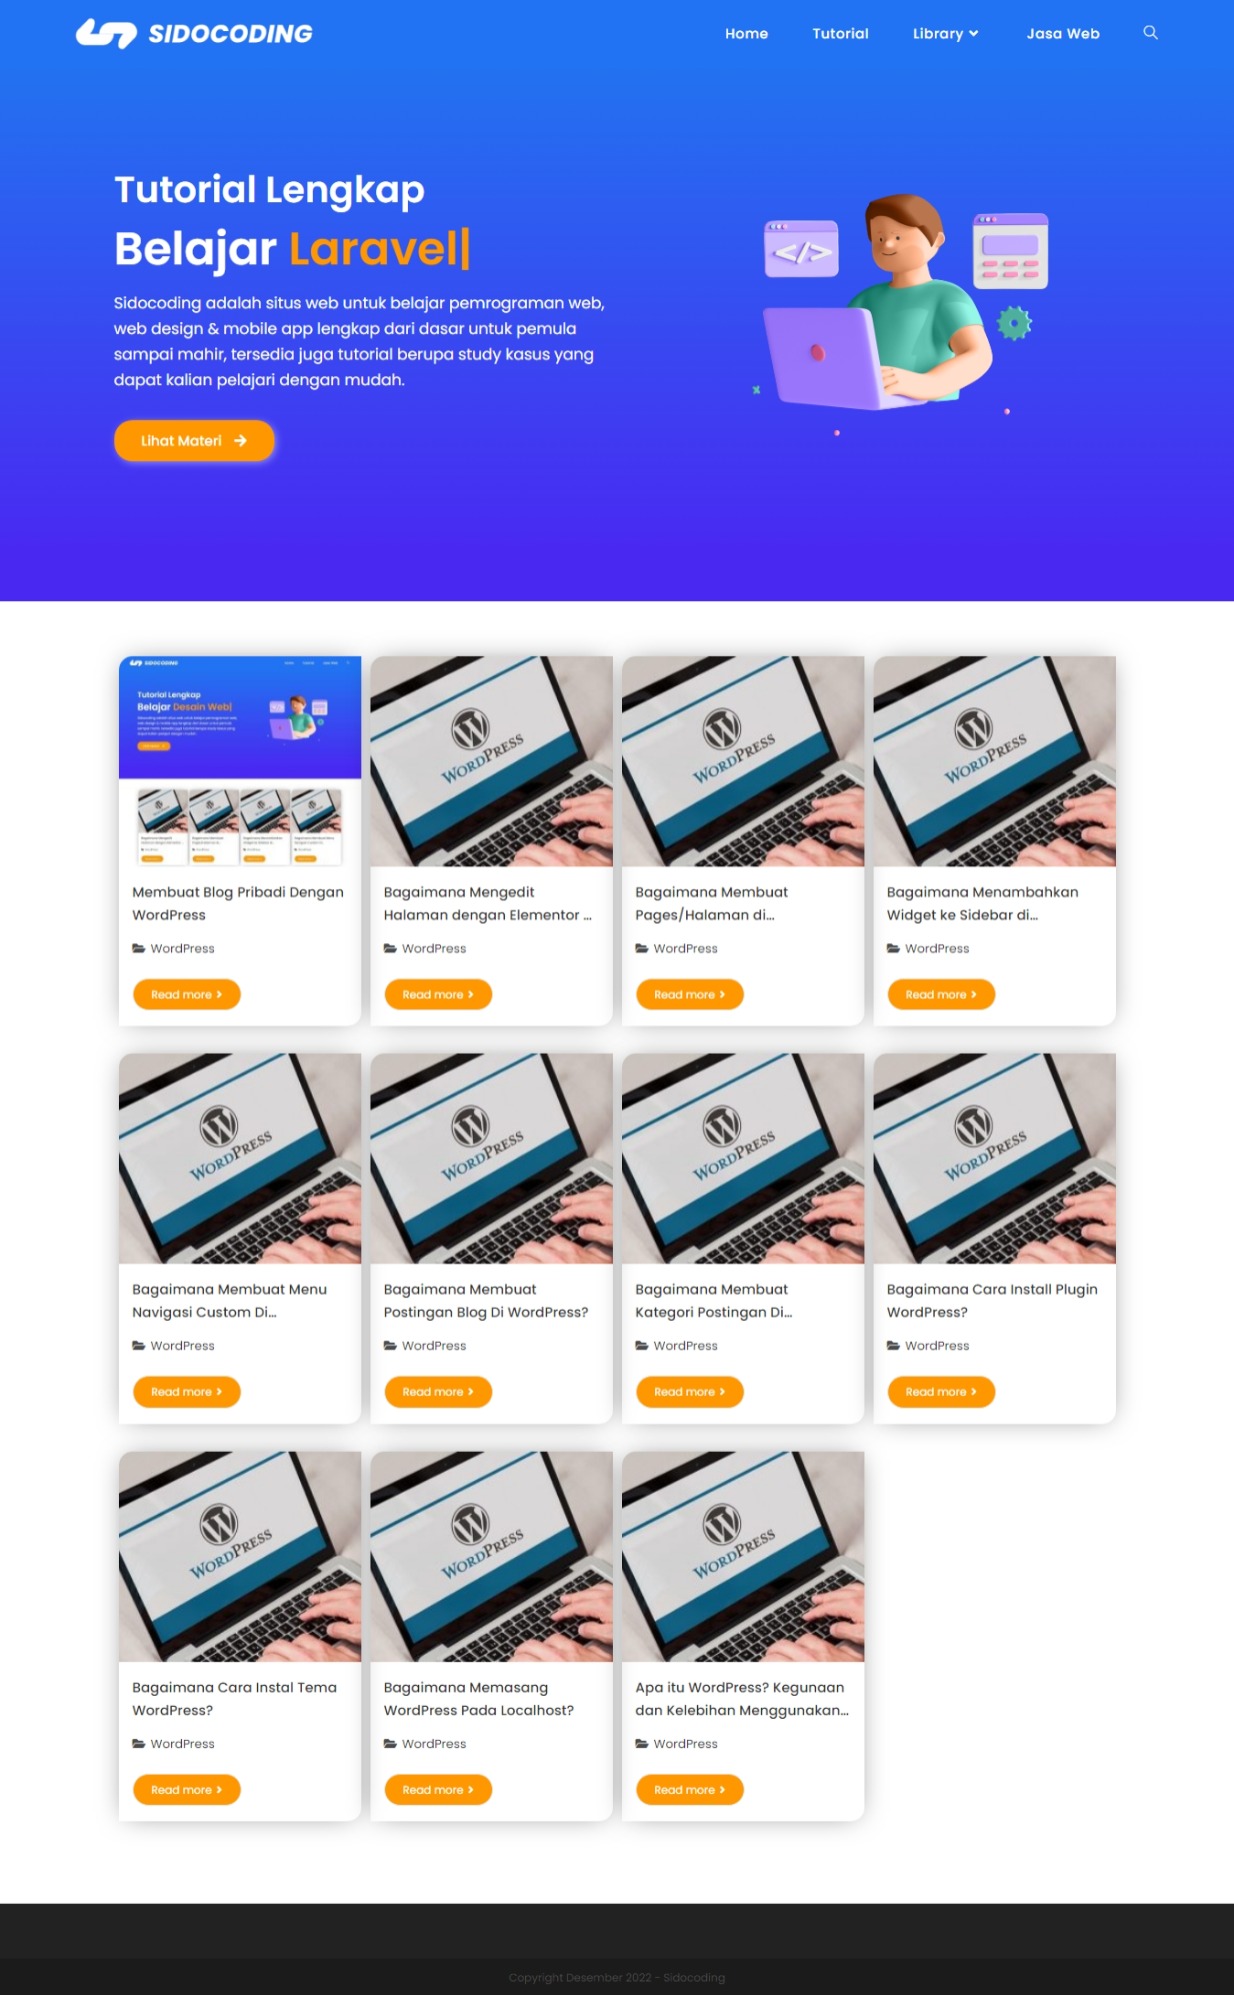 SIDOCODING
Home
Tutorial
Library
Jasa Web
Tutorial Lengkap
Belajar Laravel|
Sidocoding adalah situs web untuk belajar pemrograman web,
web design & mobile app lengkap dari dasar untuk pemula
sampai mahir, tersedia juga tutorial berupa study kasus yang
dapat kalian pelajari dengan mudah.
Lihat Materi
SIDOCODING
Tutorial Lengkap
Belajar Desain Web|
Membuat Blog Pribadi Dengan
WordPress
WordPress
Read more
WORDPRESS
Bagaimana Mengedit
Halaman dengan Elementor ...
WordPress
Read more
WORDPRESS
Bagaimana Membuat
Pages/Halaman di...
WordPress
Read more
WORDPRESS
Bagaimana Menambahkan
Widget ke Sidebar di...
WordPress
Read more
WORDPRESS
Bagaimana Membuat Menu
Navigasi Custom Di...
WordPress
Read more
WORDPRESS
Bagaimana Membuat
Postingan Blog Di WordPress?
WordPress
Read more
WORDPRESS
Bagaimana Membuat
Kategori Postingan Di...
WordPress
Read more
WORDPRESS
Bagaimana Cara Install Plugin
WordPress?
WordPress
Read more
WORDPRESS
Bagaimana Cara Instal Tema
WordPress?
WordPress
Read more
WORDPRESS
Bagaimana Memasang
WordPress Pada Localhost?
WordPress
Read more
WORDPRESS
Apa itu WordPress? Kegunaan
dan Kelebihan Menggunakan...
WordPress
Read more
Copyright Desember 2022 - Sidocoding